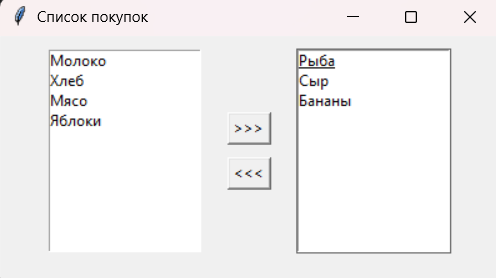 Список покупок
Молоко
Хлеб
Мясо
Яблоки
>>>
<<<
Рыба
Сыр
Бананы